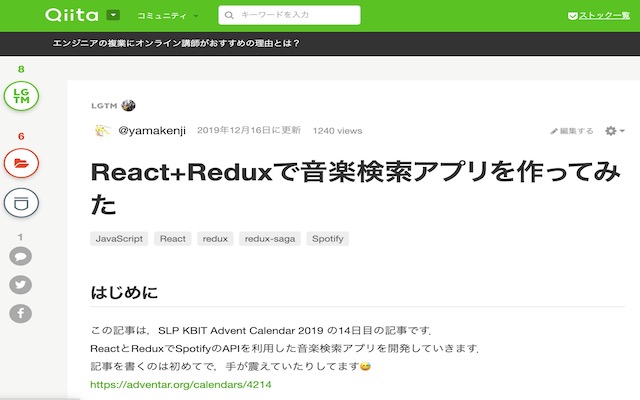 Qiita
コミュニティ
キーワードを入力
ストック一覧
エンジニアの複業にオンライン講師がおすすめの理由とは？
8
LG
TM
6
1
LGTM
@yamakenji 2019年12月16日に更新 1240 views
編集する
React+Reduxで音楽検索アプリを作ってみ
た
JavaScript React redux redux-saga Spotify
はじめに
この記事は，SLP KBIT Advent Calendar 2019 の14日目の記事です．
ReactとReduxでSpotifyのAPIを利用した音楽検索アプリを開発していきます．
記事を書くのは初めてで，手が震えていたりしてます😅
https://adventar.org/calendars/4214